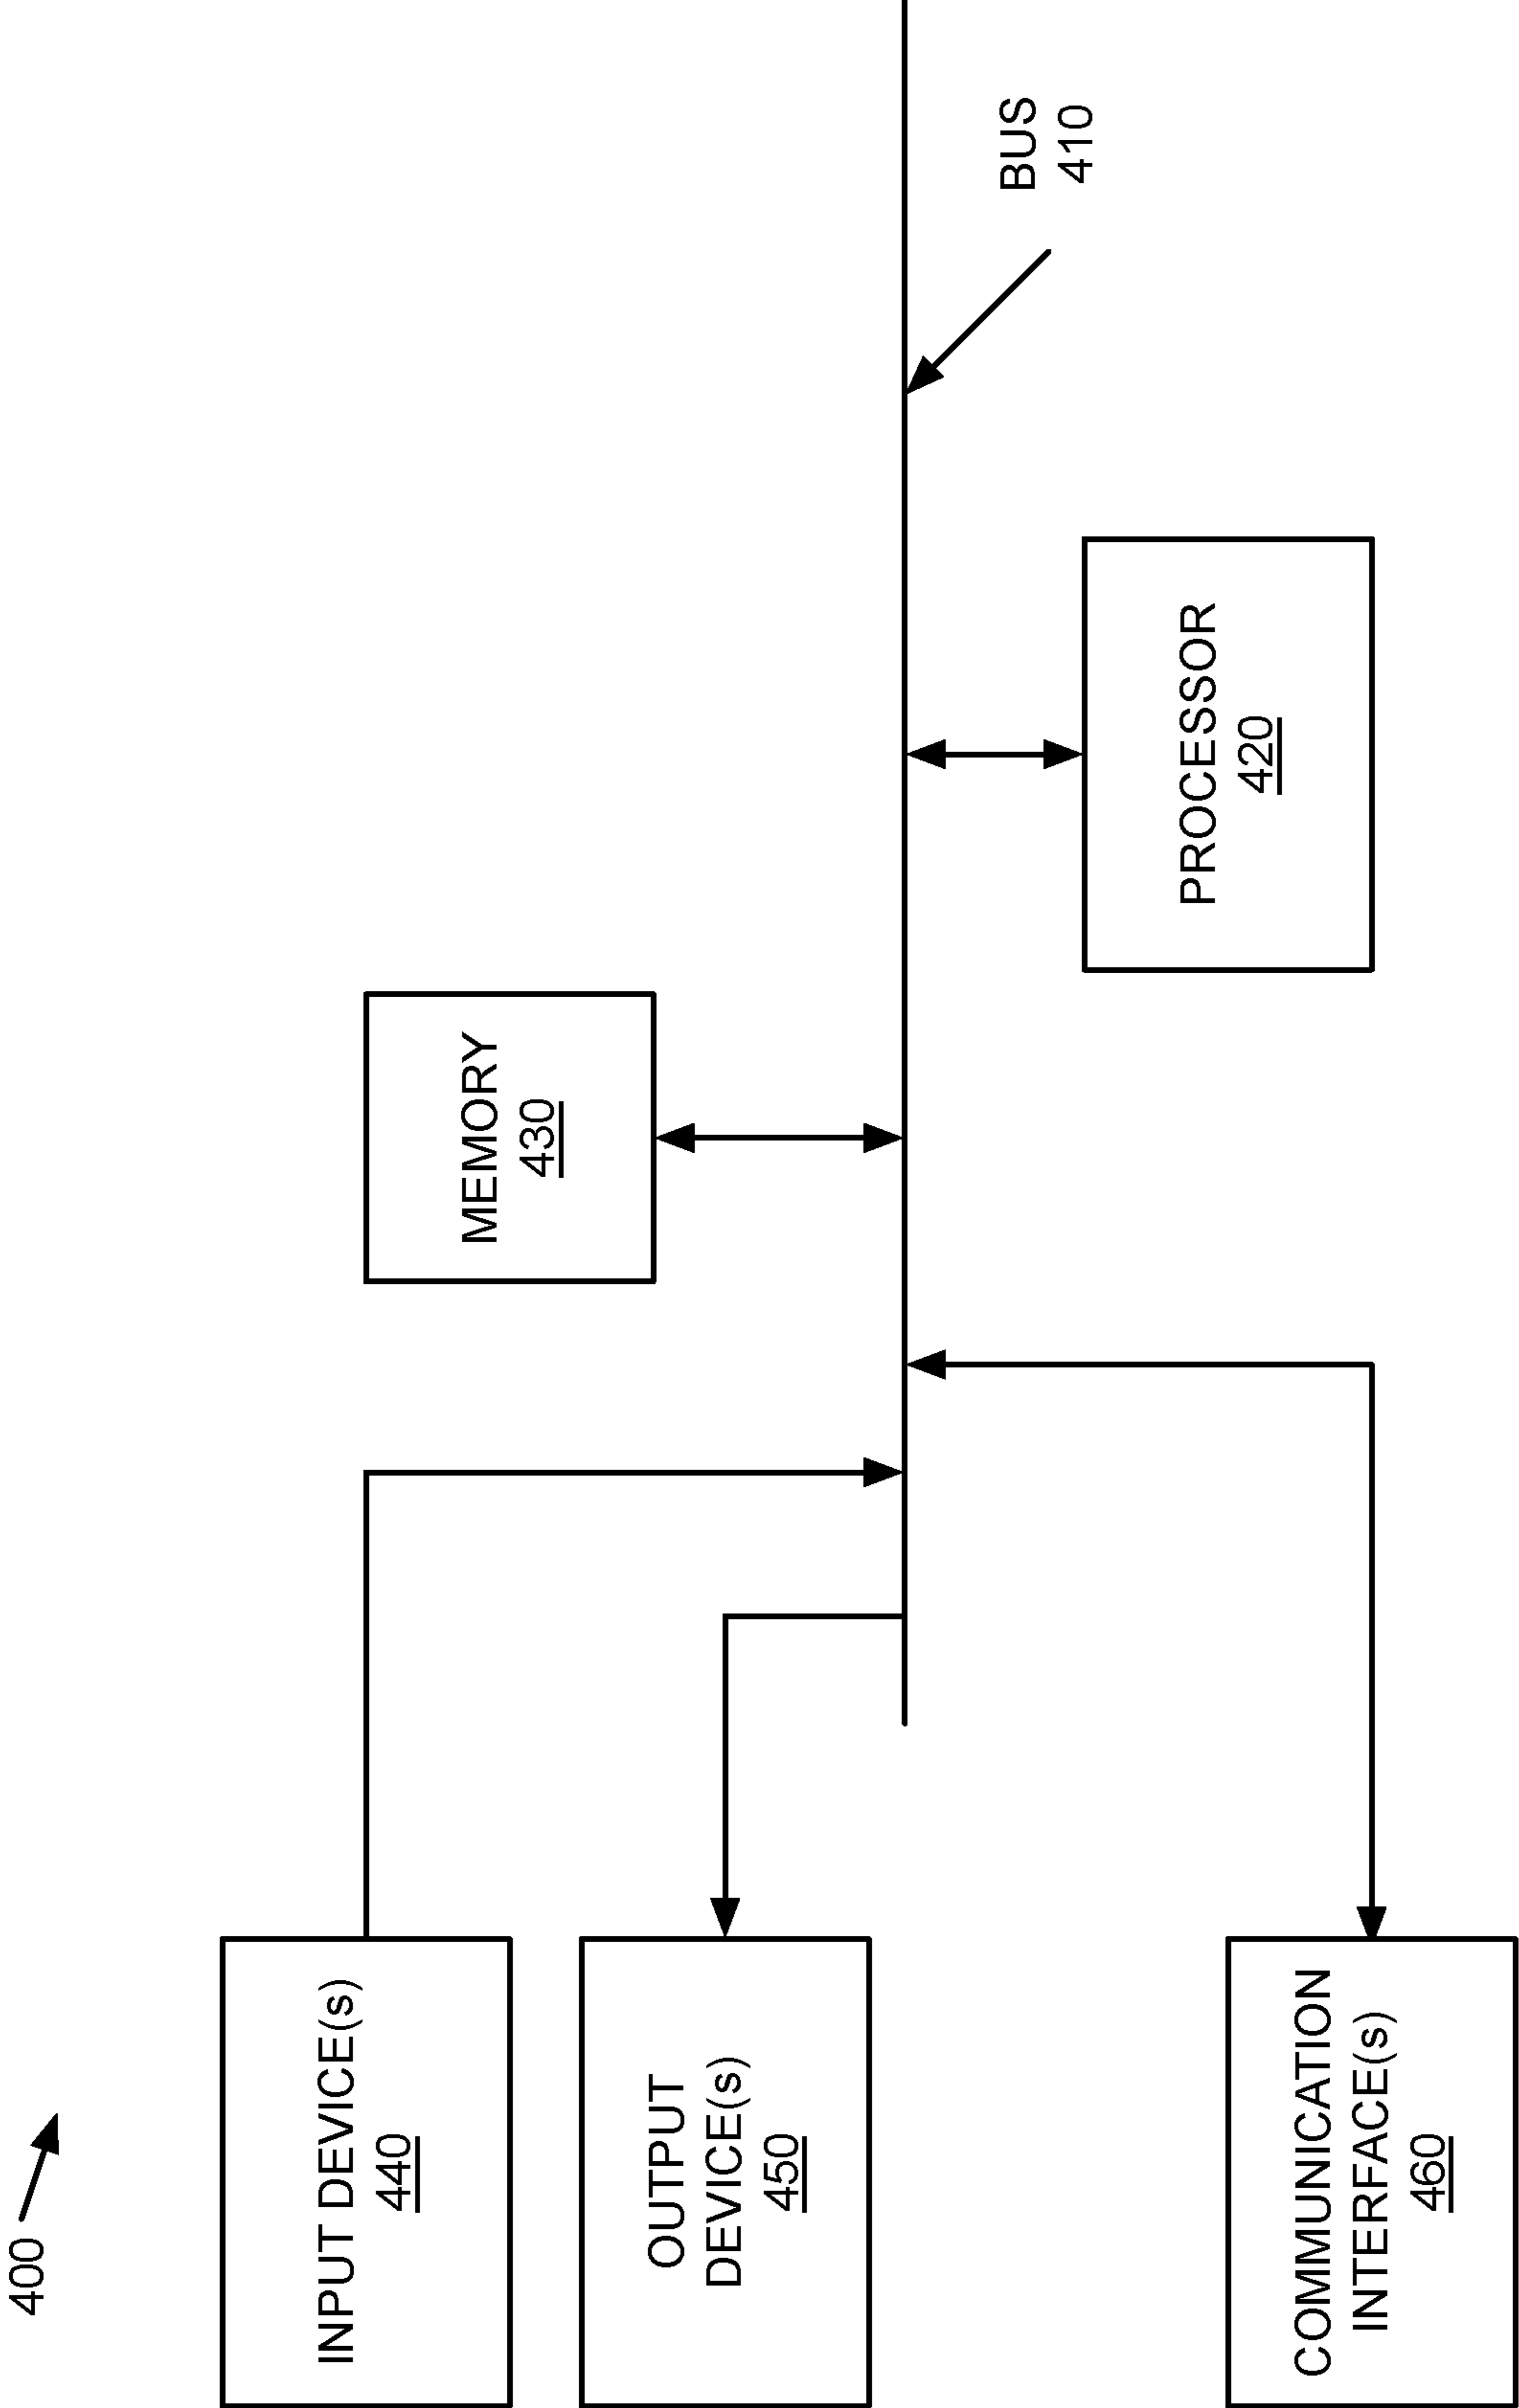 400
INPUT DEVICE(s)
440
OUTPUT
DEVICE(s)
450
COMMUNICATION
INTERFACE(s)
460
MEMORY
430
PROCESSOR
420
BUS
410